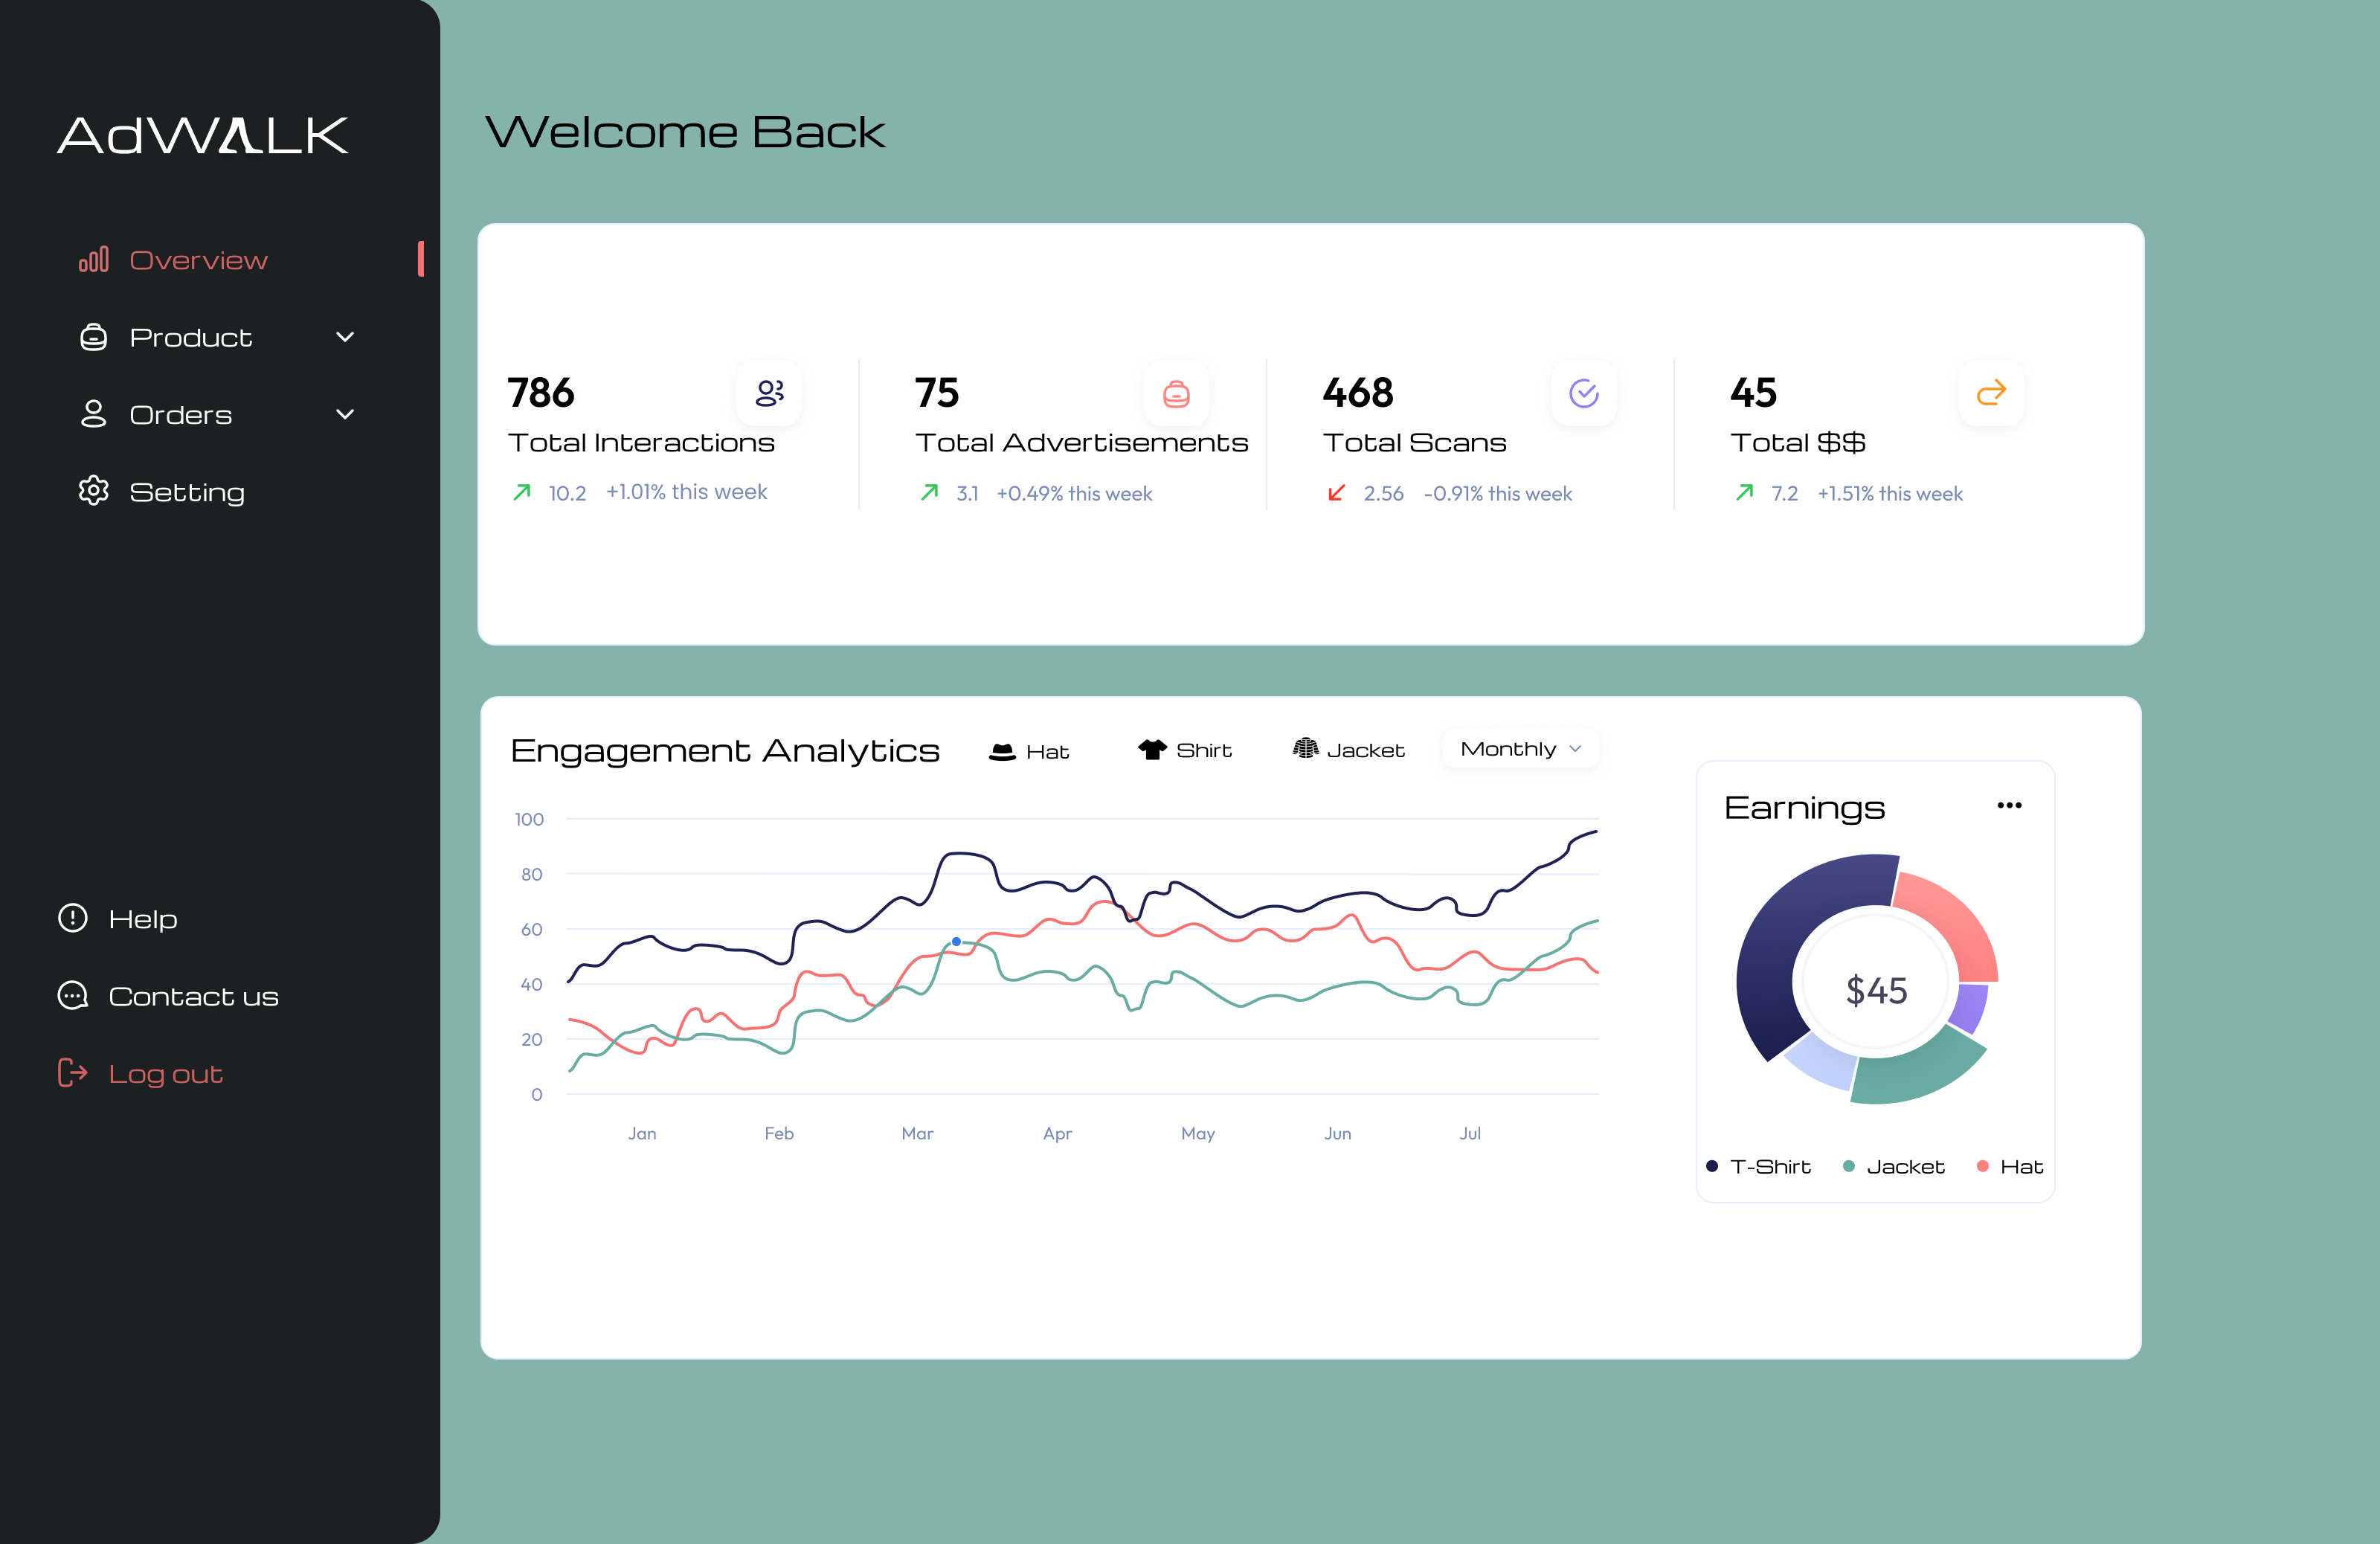 AdWALK
Overview
Product
Orders
Setting
Help
Contact us
Log out
Welcome Back
786
Total Interactions
10.2 +1.01% this week
75
Total Advertisements
3.1 +0.49% this week
468
Total Scans
2.56 -0.91% this week
45
Total $$
7.2 +1.51% this week
Engagement Analytics Hat Shirt Jacket Monthly
100
80
60
40
20
0
Jan Feb Mar Apr May Jun Jul
Earnings
$45
T-Shirt Jacket Hat